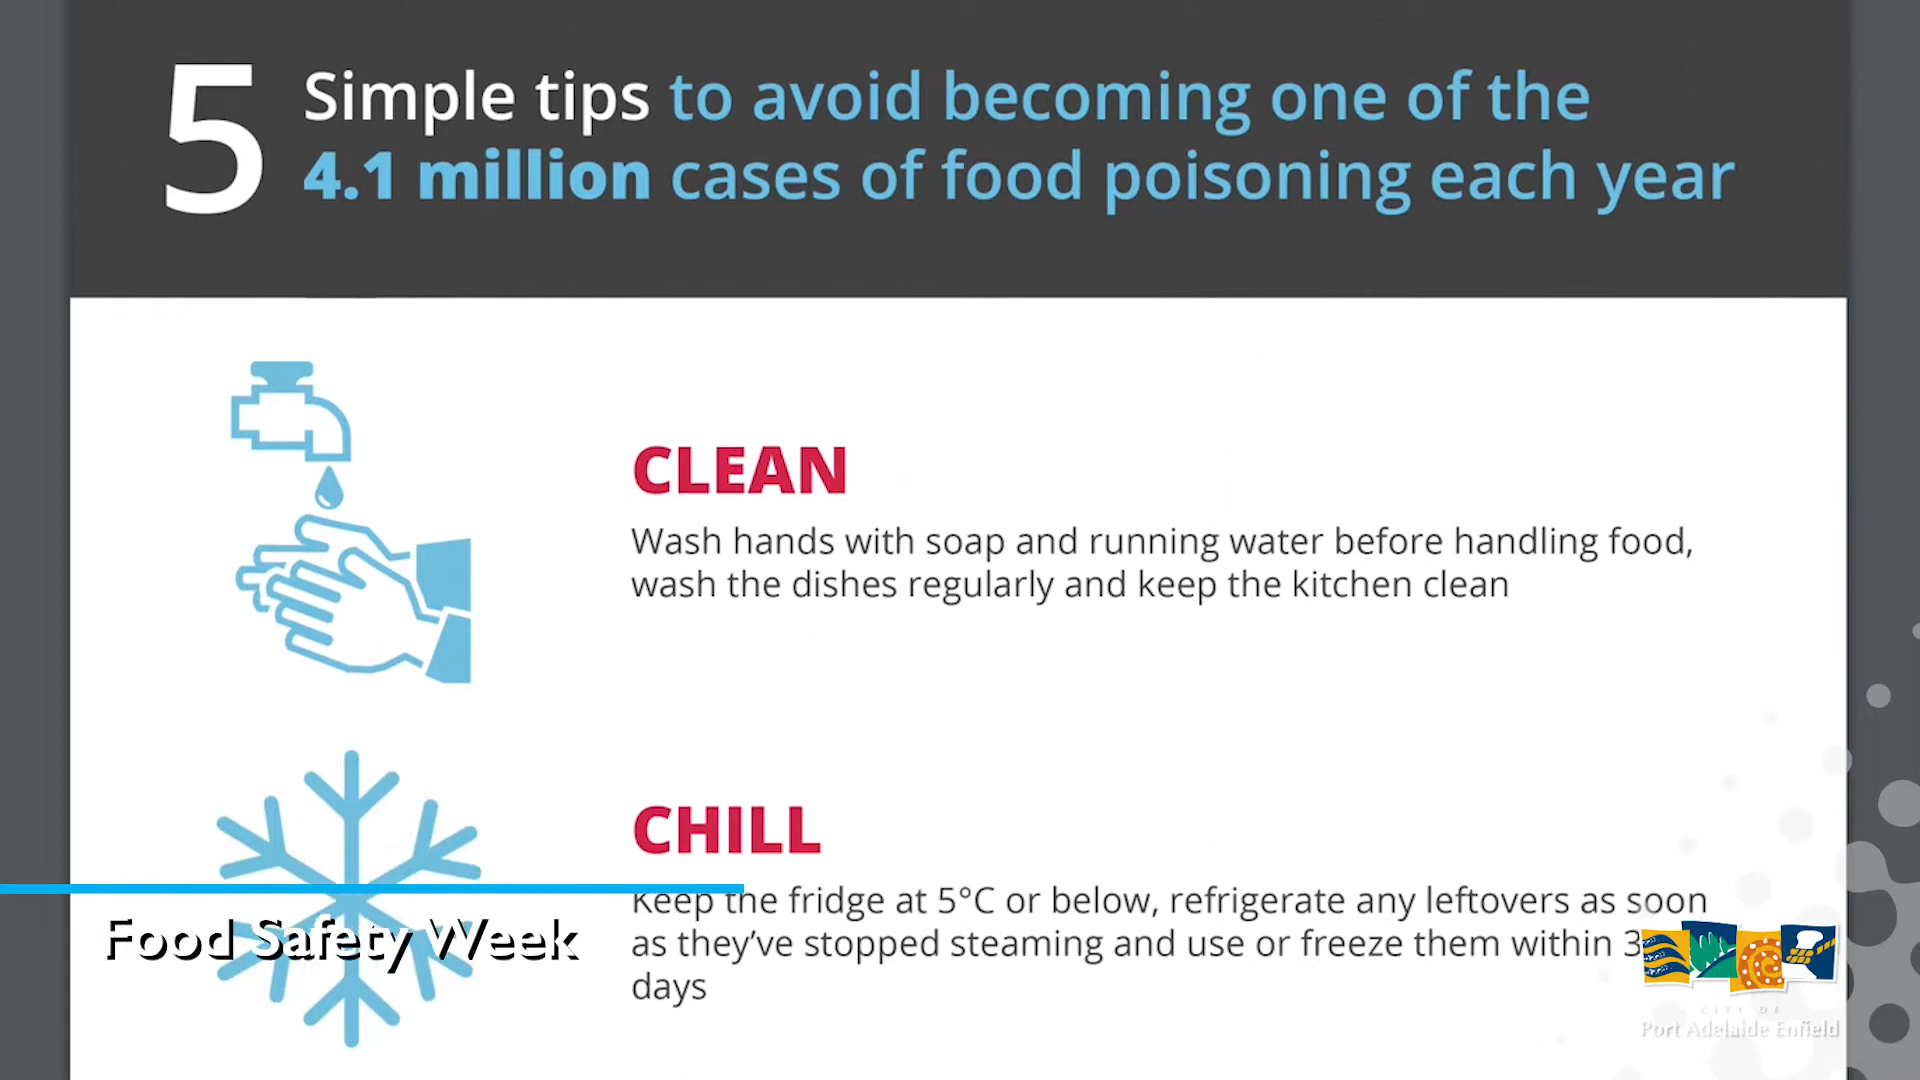 5
Simple tips to avoid becoming one of the
4.1 million cases of food poisoning each year
CLEAN
Wash hands with soap and running water before handling food,
wash the dishes regularly and keep the kitchen clean
CHILL
Keep the fridge at 5°C or below, refrigerate any leftovers as soon
as they’ve stopped steaming and use or freeze them within 3
days
Food Safety Week
CITY OF
Port Adelaide Enfield